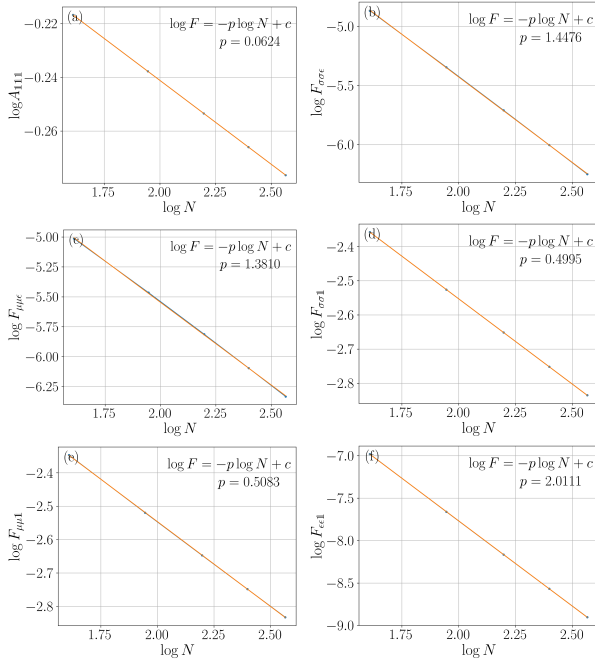 (a)
log F = −p log N + c
p = 0.0624
log A₁₁₁
−0.22
−0.24
−0.26
1.75 2.00 2.25 2.50
log N
(b)
log F = −p log N + c
p = 1.4476
log F_σσϵ
−5.0
−5.5
−6.0
1.75 2.00 2.25 2.50
log N
(c)
log F = −p log N + c
p = 1.3810
log F_μμϵ
−5.00
−5.25
−5.50
−5.75
−6.00
−6.25
1.75 2.00 2.25 2.50
log N
(d)
log F = −p log N + c
p = 0.4995
log F_σσ𝟙
−2.4
−2.5
−2.6
−2.7
−2.8
1.75 2.00 2.25 2.50
log N
(e)
log F = −p log N + c
p = 0.5083
log F_μμ𝟙
−2.4
−2.5
−2.6
−2.7
−2.8
1.75 2.00 2.25 2.50
log N
(f)
log F = −p log N + c
p = 2.0111
log F_ϵϵ𝟙
−7.0
−7.5
−8.0
−8.5
−9.0
1.75 2.00 2.25 2.50
log N